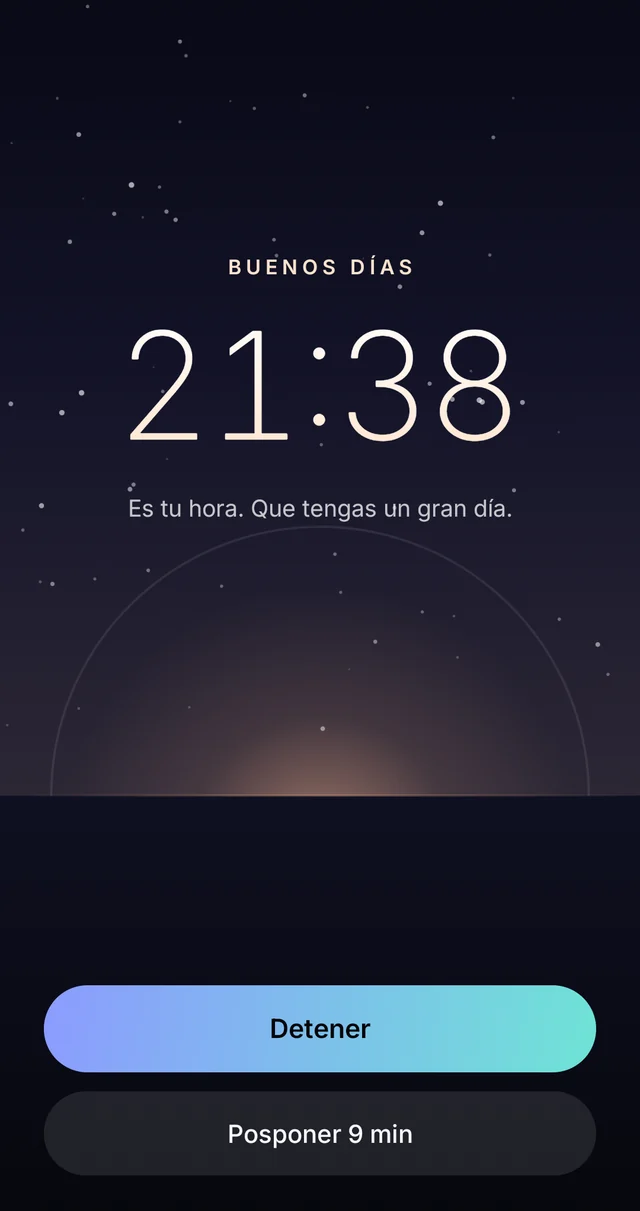 BUENOS DÍAS
21:38
Es tu hora. Que tengas un gran día.
Detener
Posponer 9 min